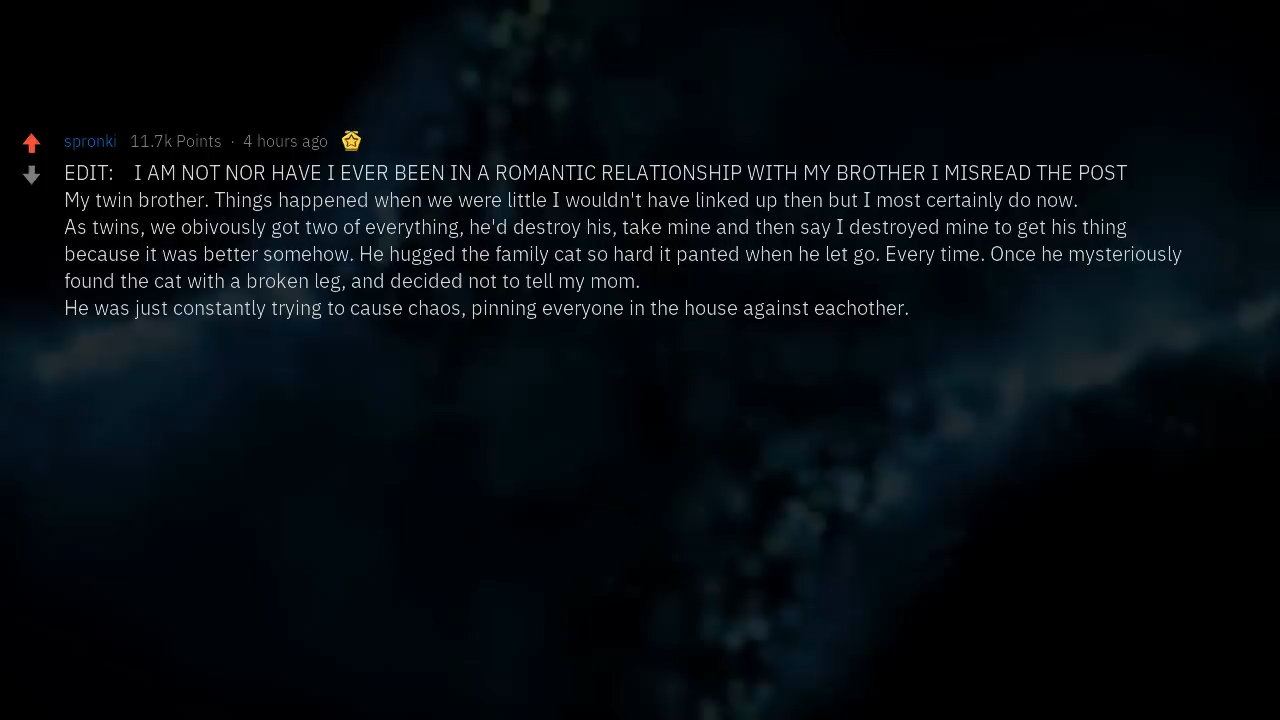 spronki 11.7k Points · 4 hours ago
EDIT: I AM NOT NOR HAVE I EVER BEEN IN A ROMANTIC RELATIONSHIP WITH MY BROTHER I MISREAD THE POST
My twin brother. Things happened when we were little I wouldn't have linked up then but I most certainly do now.
As twins, we obivously got two of everything, he'd destroy his, take mine and then say I destroyed mine to get his thing
because it was better somehow. He hugged the family cat so hard it panted when he let go. Every time. Once he mysteriously
found the cat with a broken leg, and decided not to tell my mom.
He was just constantly trying to cause chaos, pinning everyone in the house against eachother.